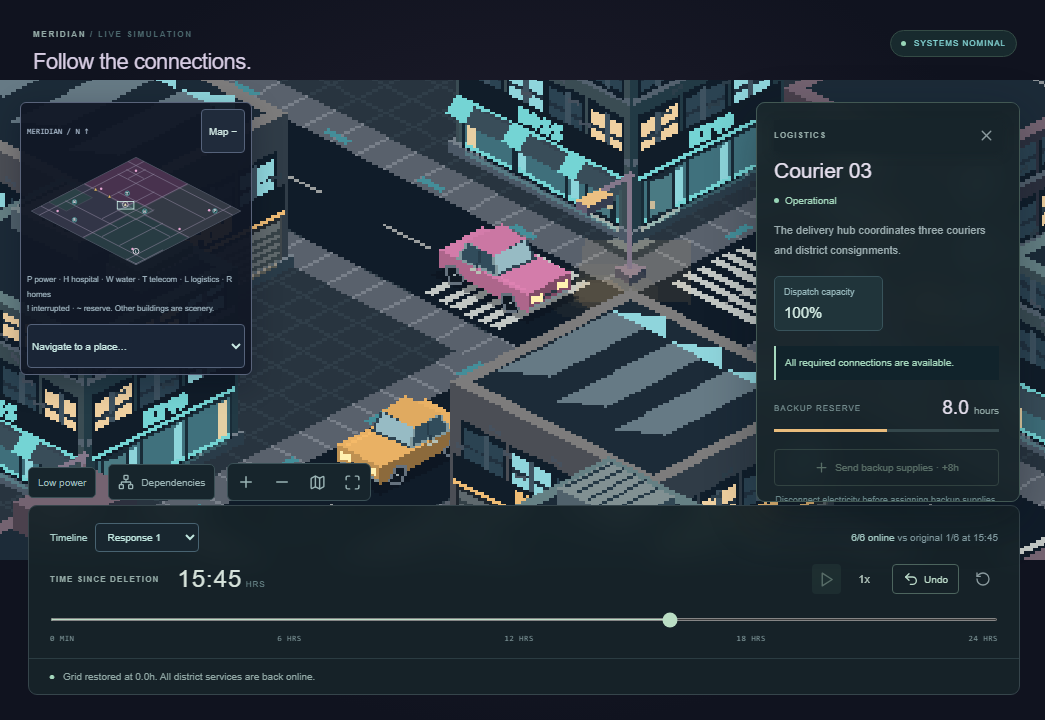 MERIDIAN / LIVE SIMULATION
Follow the connections.
SYSTEMS NOMINAL
MERIDIAN / N ↑
Map −
P power · H hospital · W water · T telecom · L logistics · R
homes
! interrupted · ~ reserve. Other buildings are scenery.
Navigate to a place...
LOGISTICS
Courier 03
Operational
The delivery hub coordinates three couriers
and district consignments.
Dispatch capacity
100%
All required connections are available.
BACKUP RESERVE
8.0 hours
Send backup supplies · +8h
Disconnect electricity before assigning backup supplies
Low power
Dependencies
Timeline
Response 1
6/6 online vs original 1/6 at 15:45
TIME SINCE DELETION
15:45 HRS
1x
Undo
0 MIN
6 HRS
12 HRS
18 HRS
24 HRS
Grid restored at 0.0h. All district services are back online.